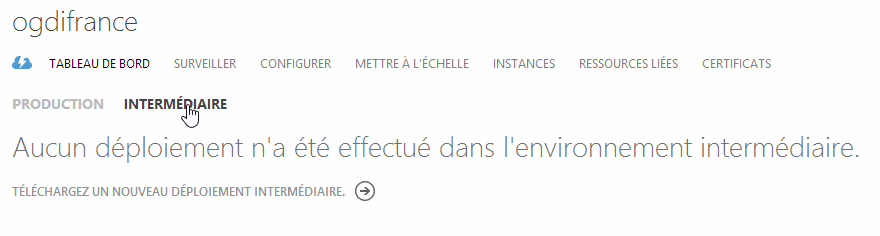 ogdifrance
TABLEAU DE BORD SURVEILLER CONFIGURER METTRE À L'ÉCHELLE INSTANCES RESSOURCES LIÉES CERTIFICATS
PRODUCTION INTERMÉDIAIRE
Aucun déploiement n'a été effectué dans l'environnement intermédiaire.
TÉLÉCHARGEZ UN NOUVEAU DÉPLOIEMENT INTERMÉDIAIRE.